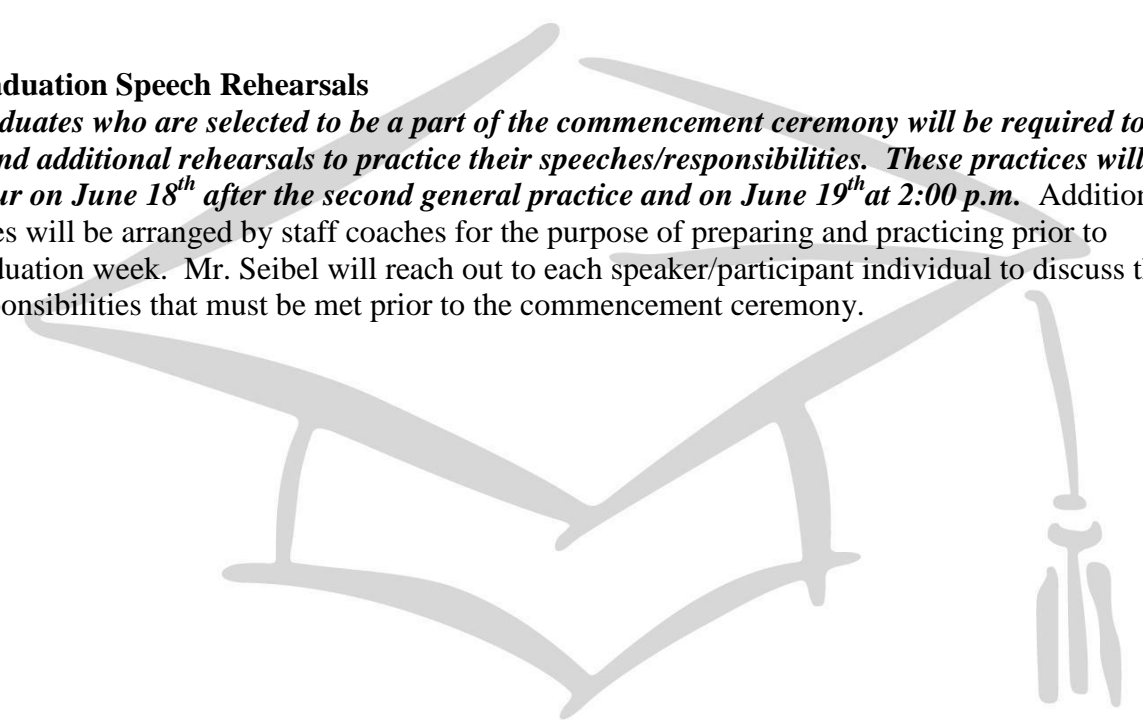 aduation Speech Rehearsals
duates who are selected to be a part of the commencement ceremony will be required to
nd additional rehearsals to practice their speeches/responsibilities.  These practices will
ur on June 18th after the second general practice and on June 19th at 2:00 p.m.  Addition
es will be arranged by staff coaches for the purpose of preparing and practicing prior to
duation week.  Mr. Seibel will reach out to each speaker/participant individual to discuss th
ponsibilities that must be met prior to the commencement ceremony.